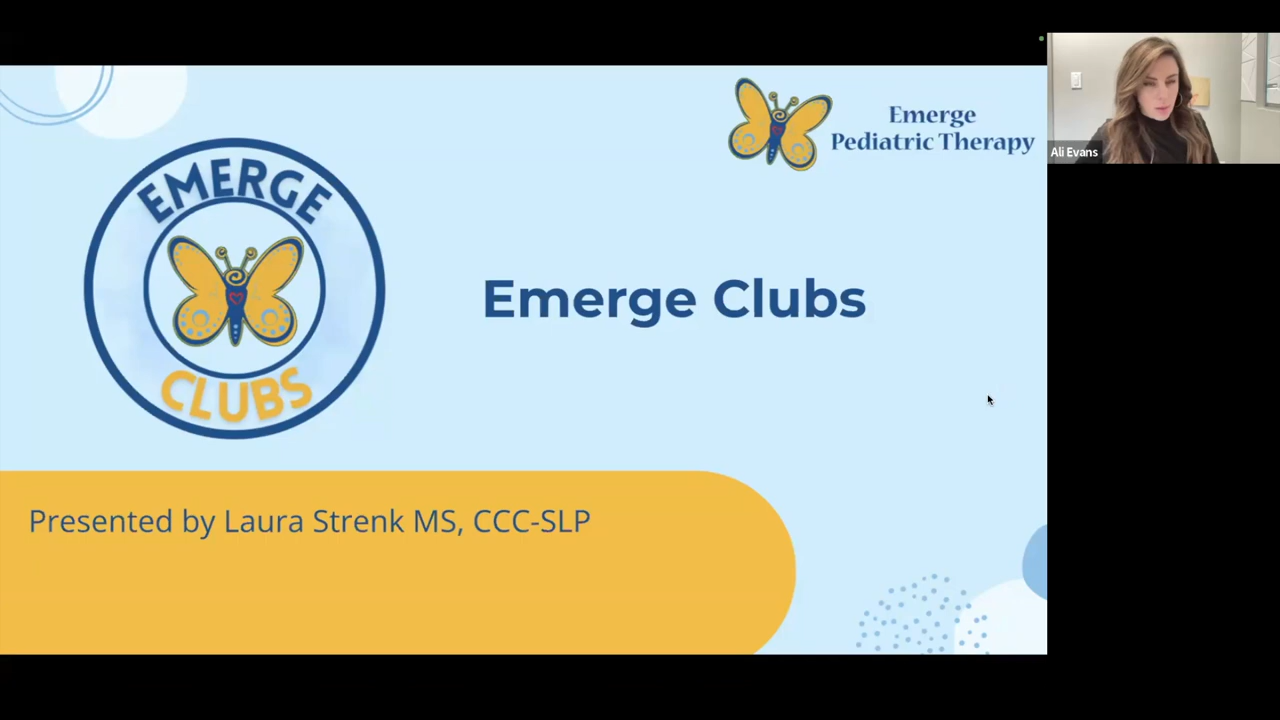 Emerge
Pediatric Therapy
Ali Evans
EMERGE
CLUBS
Emerge Clubs
Presented by Laura Strenk MS, CCC-SLP